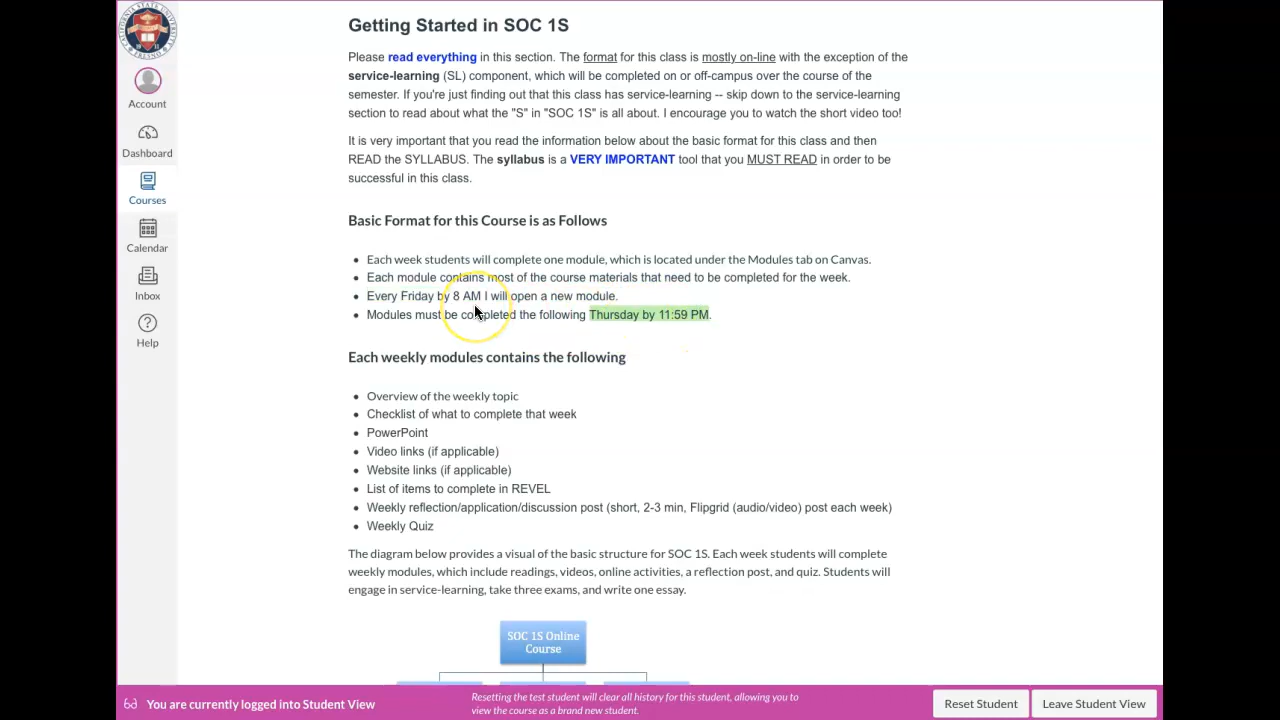 Getting Started in SOC 1S
Please read everything in this section. The format for this class is mostly on-line with the exception of the
service-learning (SL) component, which will be completed on or off-campus over the course of the
semester. If you're just finding out that this class has service-learning -- skip down to the service-learning
section to read about what the "S" in "SOC 1S" is all about. I encourage you to watch the short video too!
It is very important that you read the information below about the basic format for this class and then
READ the SYLLABUS. The syllabus is a VERY IMPORTANT tool that you MUST READ in order to be
successful in this class.
Basic Format for this Course is as Follows
Each week students will complete one module, which is located under the Modules tab on Canvas.
Each module contains most of the course materials that need to be completed for the week.
Every Friday by 8 AM I will open a new module.
Modules must be completed the following Thursday by 11:59 PM.
Each weekly modules contains the following
Overview of the weekly topic
Checklist of what to complete that week
PowerPoint
Video links (if applicable)
Website links (if applicable)
List of items to complete in REVEL
Weekly reflection/application/discussion post (short, 2-3 min, Flipgrid (audio/video) post each week)
Weekly Quiz
The diagram below provides a visual of the basic structure for SOC 1S. Each week students will complete
weekly modules, which include readings, videos, online activities, a reflection post, and quiz. Students will
engage in service-learning, take three exams, and write one essay.
SOC 1S Online
Course
Account
Dashboard
Courses
Calendar
Inbox
Help
You are currently logged into Student View
Resetting the test student will clear all history for this student, allowing you to
view the course as a brand new student.
Reset Student
Leave Student View